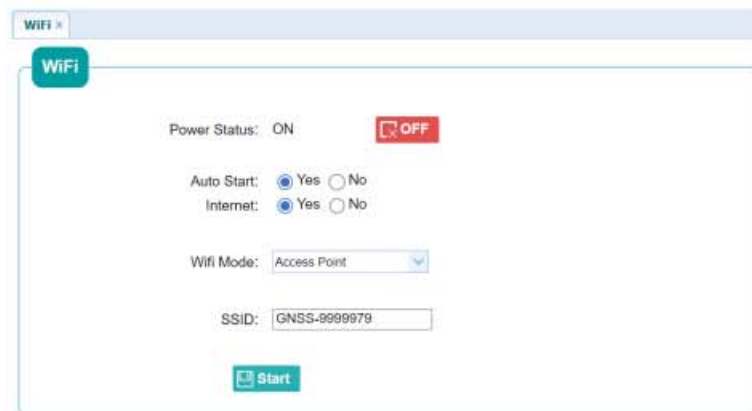 WiFi ×
WiFi
Power Status: ON OFF
Auto Start: Yes No
Internet: Yes No
Wifi Mode: Access Point
SSID: GNSS-9999979
Start